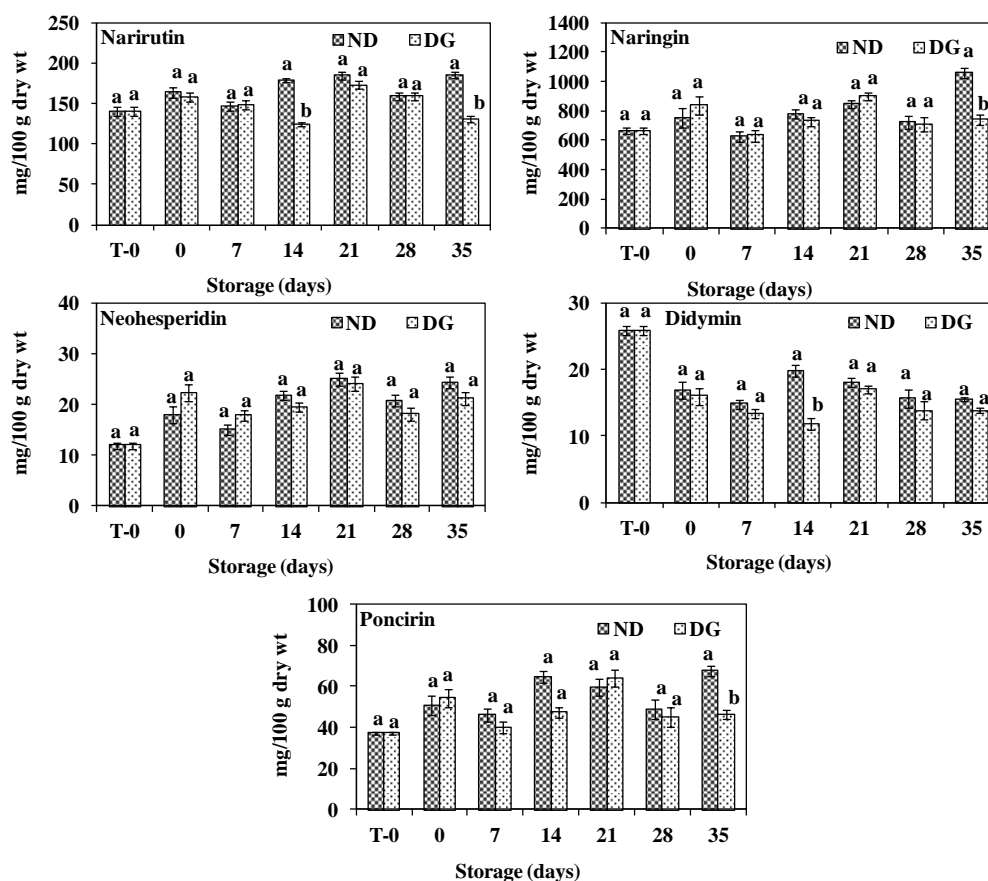 Narirutin ND DG
mg/100 g dry wt
250
200
150
100
50
0
a a a a a a a b a a a a a b
T-0 0 7 14 21 28 35
Storage (days)
Naringin ND DG
mg/100 g dry wt
1400
1200
1000
800
600
400
200
0
a a a a a a a a a a a a a b
T-0 0 7 14 21 28 35
Storage (days)
Neohesperidin ND DG
mg/100 g dry wt
40
30
20
10
0
a a a a a a a a a a a a a a
T-0 0 7 14 21 28 35
Storage (days)
Didymin ND DG
mg/100 g dry wt
30
20
10
0
a a a a a a a b a a a a a a
T-0 0 7 14 21 28 35
Storage (days)
Poncirin ND DG
mg/100 g dry wt
100
80
60
40
20
0
a a a a a a a a a a a a a b
T-0 0 7 14 21 28 35
Storage (days)